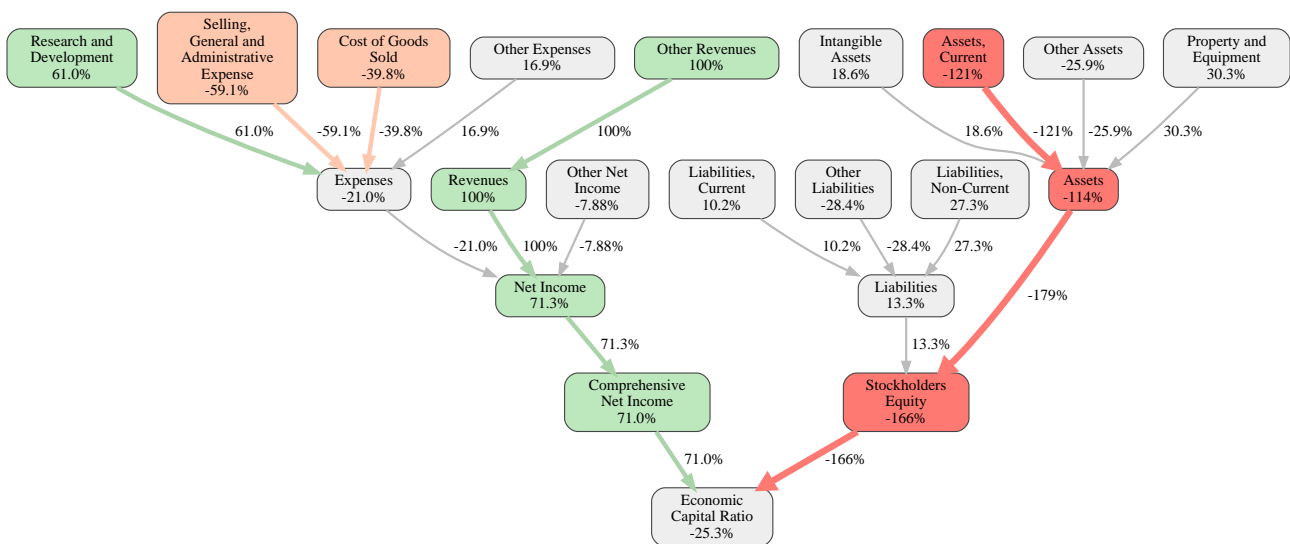 Research and
Development
61.0%
Selling,
General and
Administrative
Expense
-59.1%
Cost of Goods
Sold
-39.8%
Other Expenses
16.9%
Other Revenues
100%
Intangible
Assets
18.6%
Assets,
Current
-121%
Other Assets
-25.9%
Property and
Equipment
30.3%
61.0%
-59.1%
-39.8%
16.9%
100%
18.6%
-121%
-25.9%
30.3%
Expenses
-21.0%
Revenues
100%
Other Net
Income
-7.88%
Liabilities,
Current
10.2%
Other
Liabilities
-28.4%
Liabilities,
Non-Current
27.3%
Assets
-114%
-21.0%
100%
-7.88%
10.2%
-28.4%
27.3%
-179%
Net Income
71.3%
Liabilities
13.3%
71.3%
13.3%
Comprehensive
Net Income
71.0%
Stockholders
Equity
-166%
71.0%
-166%
Economic
Capital Ratio
-25.3%